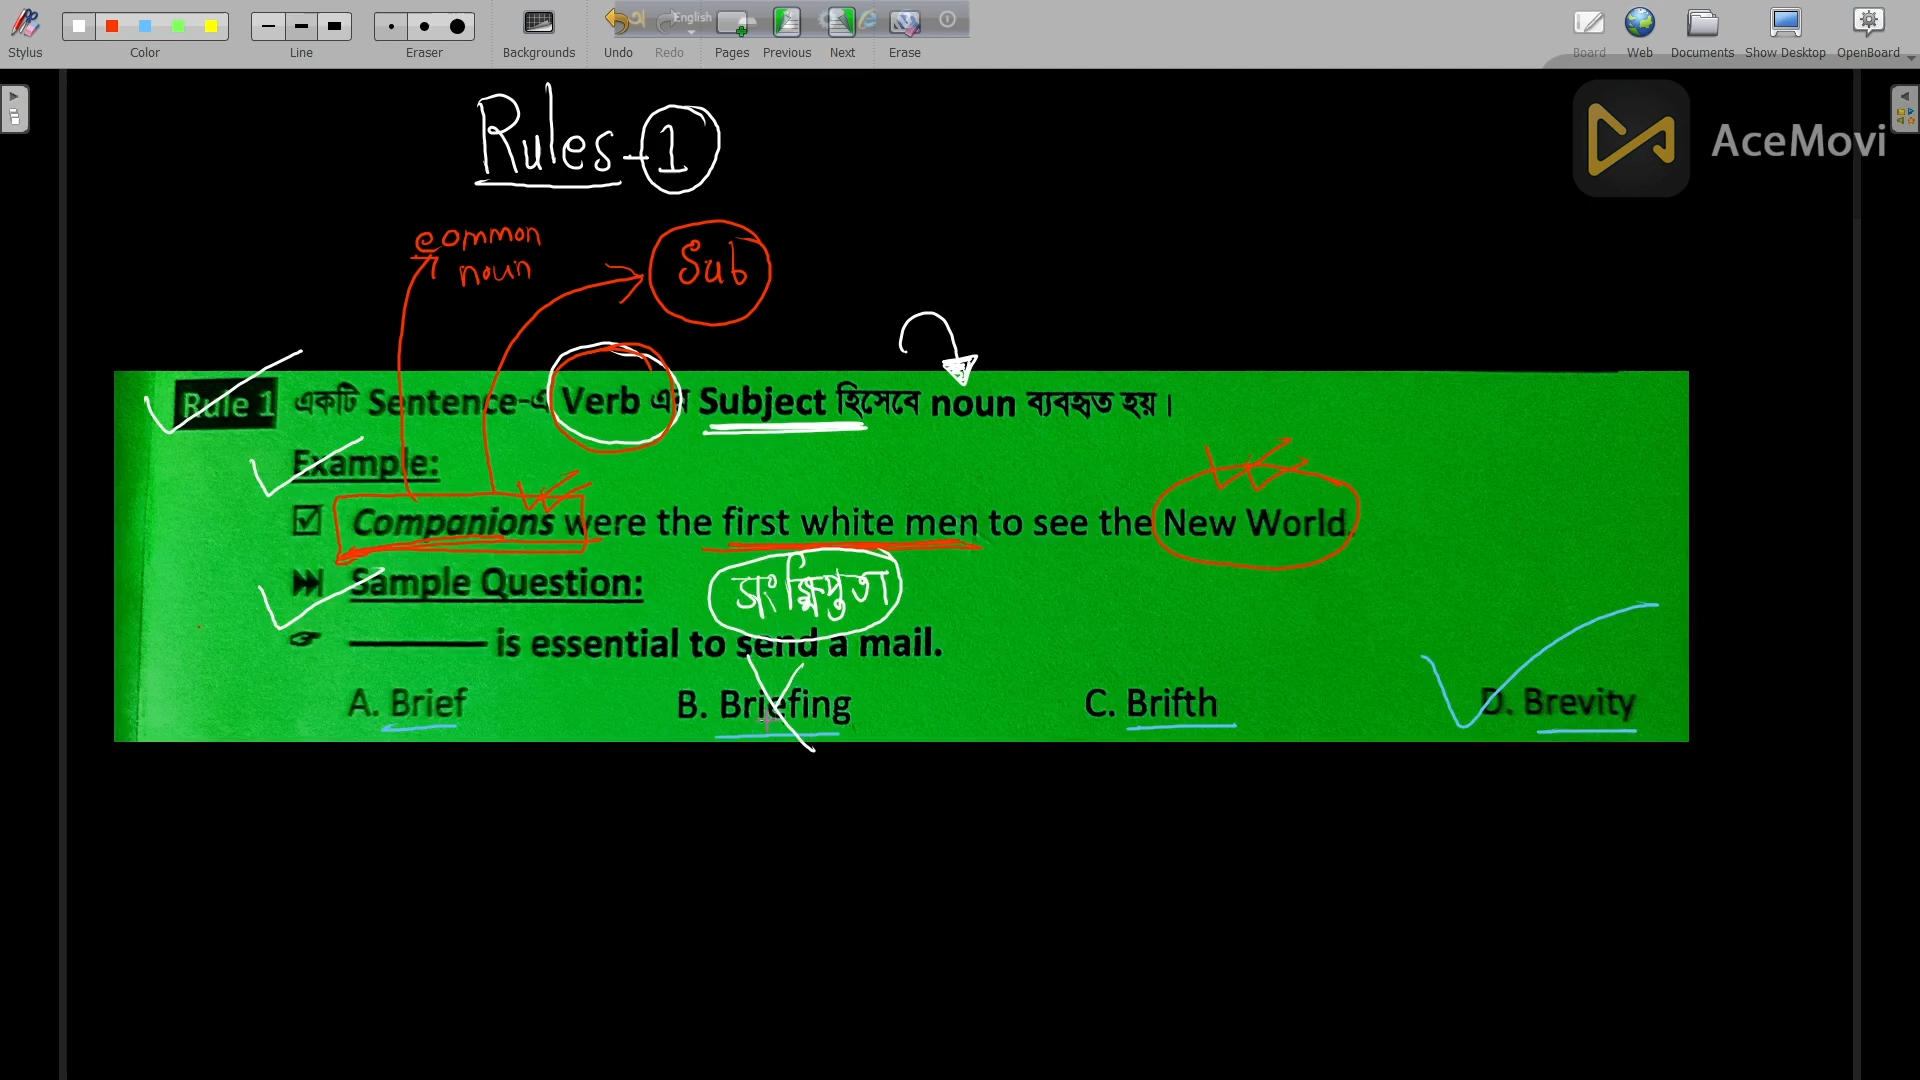 Stylus Color Line Eraser Backgrounds Undo Redo Pages Previous Next Erase Board Web Documents Show Desktop OpenBoard
English
AceMovi
Rules-1
common
noun
Sub
Rule 1 একটি Sentence-এ Verb এর Subject হিসেবে noun ব্যবহৃত হয়।
Example:
Companions were the first white men to see the New World.
Sample Question:
সংক্ষিপ্ততা
is essential to send a mail.
A. Brief B. Briefing C. Brifth D. Brevity